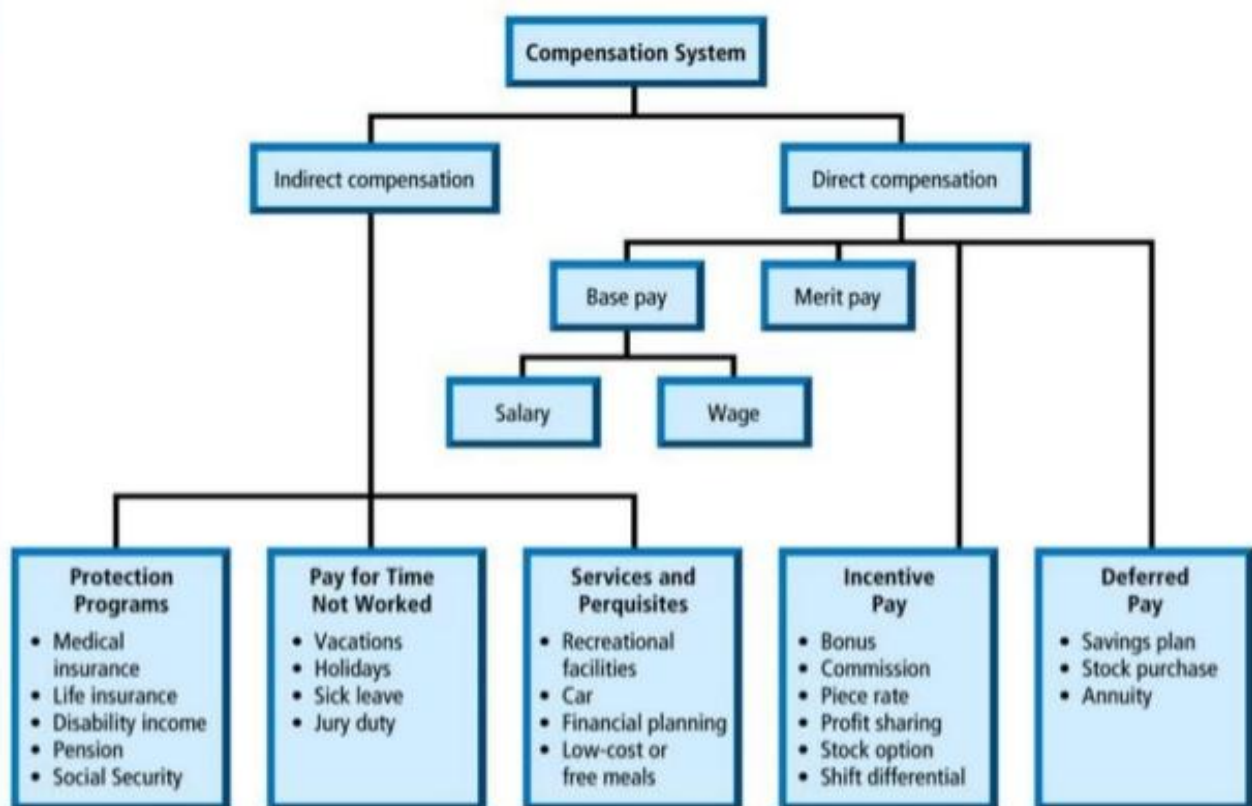 Compensation System
Indirect compensation
Direct compensation
Base pay
Merit pay
Salary
Wage
Protection
Programs
• Medical
insurance
• Life insurance
• Disability income
• Pension
• Social Security
Pay for Time
Not Worked
• Vacations
• Holidays
• Sick leave
• Jury duty
Services and
Perquisites
• Recreational
facilities
• Car
• Financial planning
• Low-cost or
free meals
Incentive
Pay
• Bonus
• Commission
• Piece rate
• Profit sharing
• Stock option
• Shift differential
Deferred
Pay
• Savings plan
• Stock purchase
• Annuity